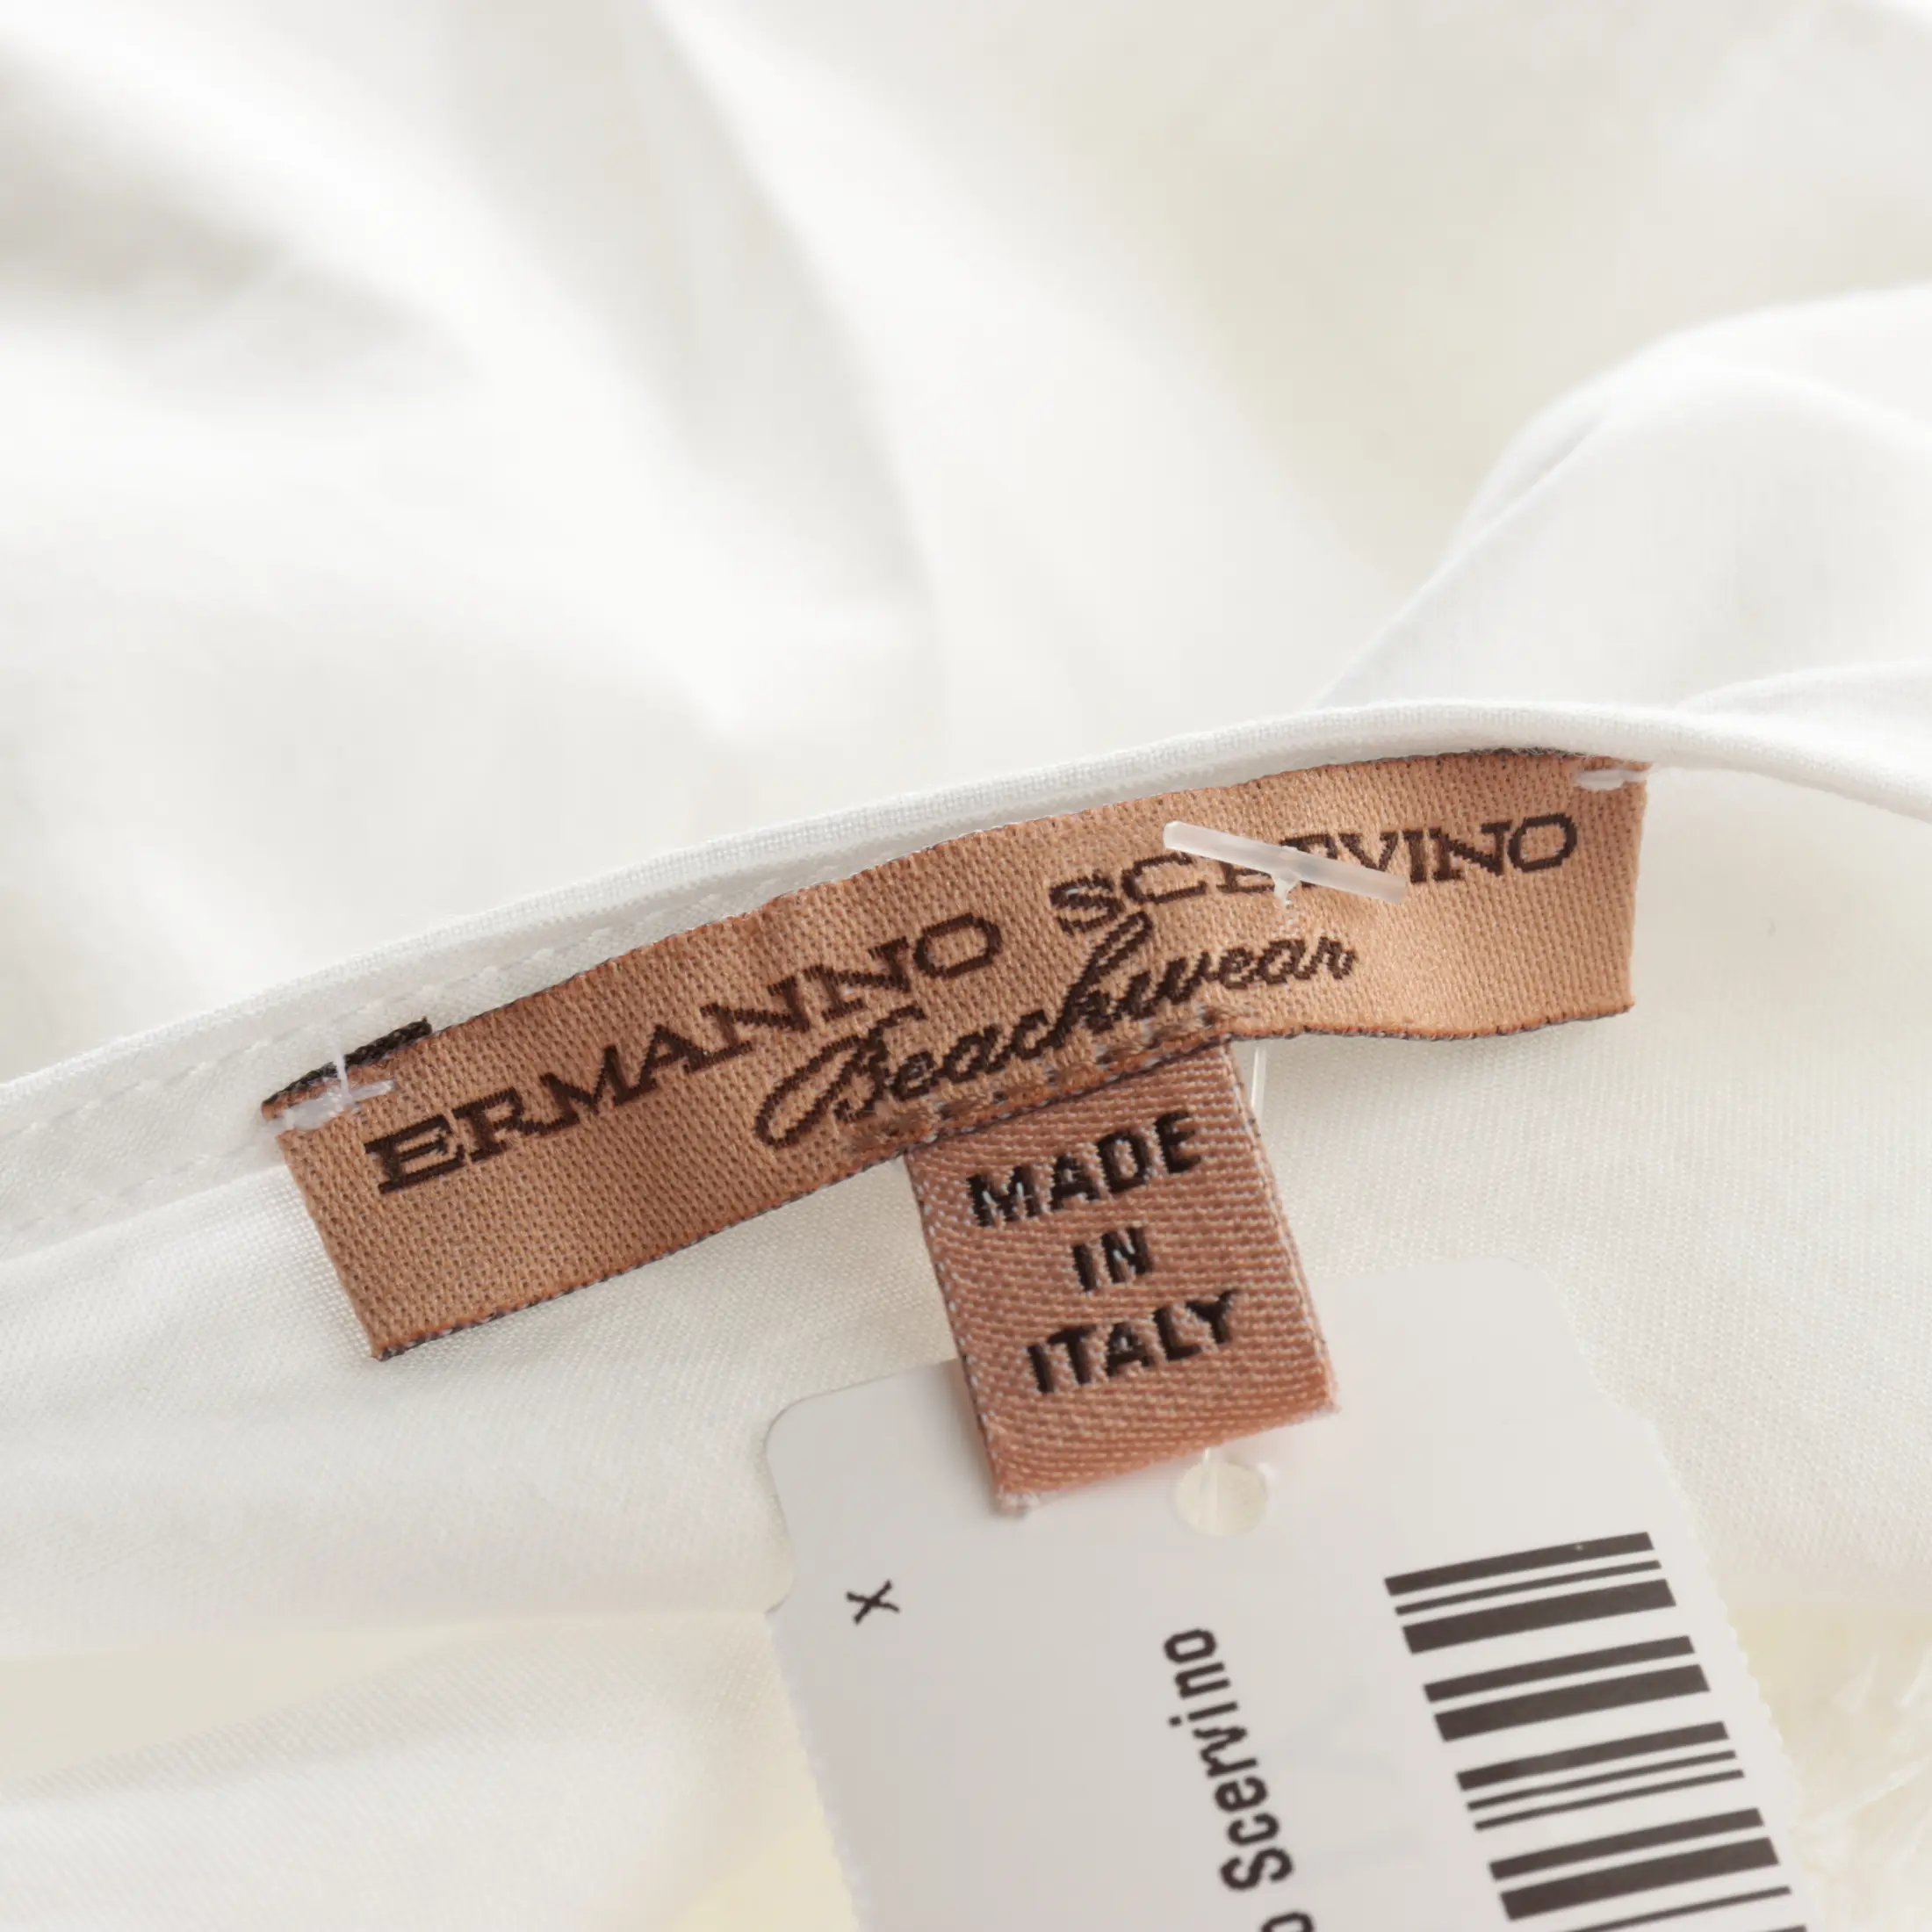 ERMANNO SCERVINO
Beachwear
MADE
IN
ITALY
X
Scervino